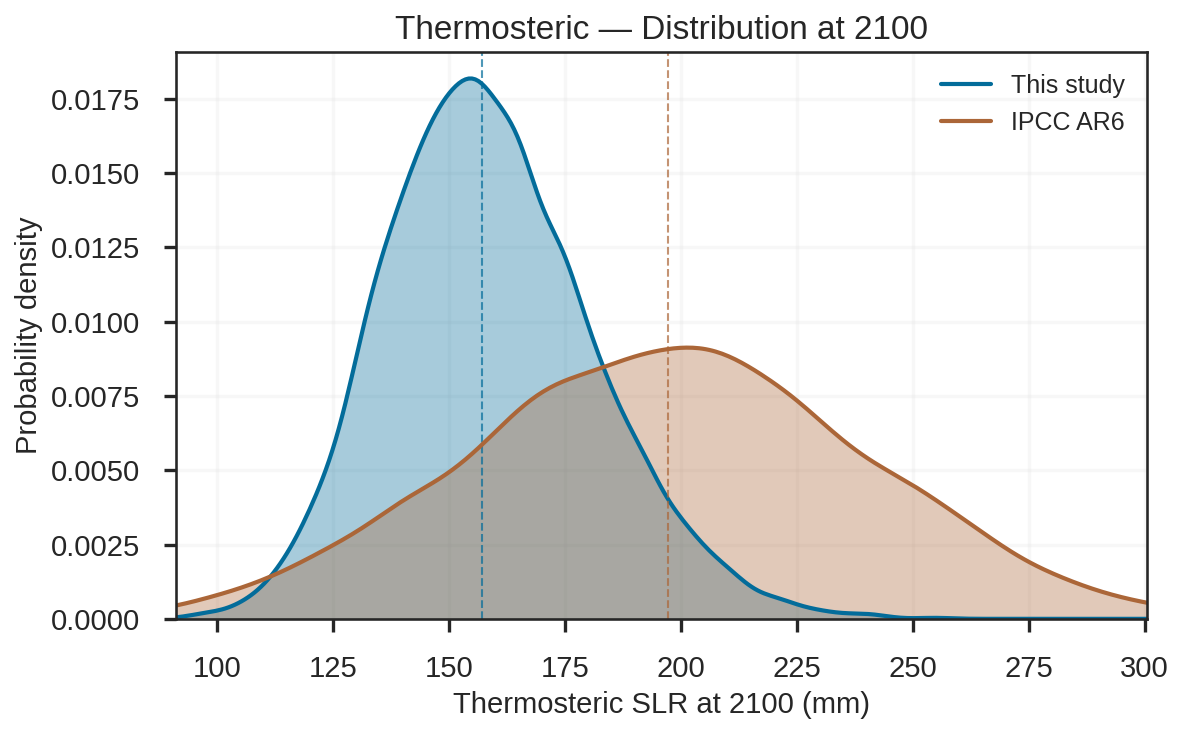 Thermosteric — Distribution at 2100
This study
IPCC AR6
Probability density
0.0175
0.0150
0.0125
0.0100
0.0075
0.0050
0.0025
0.0000
100 125 150 175 200 225 250 275 300
Thermosteric SLR at 2100 (mm)